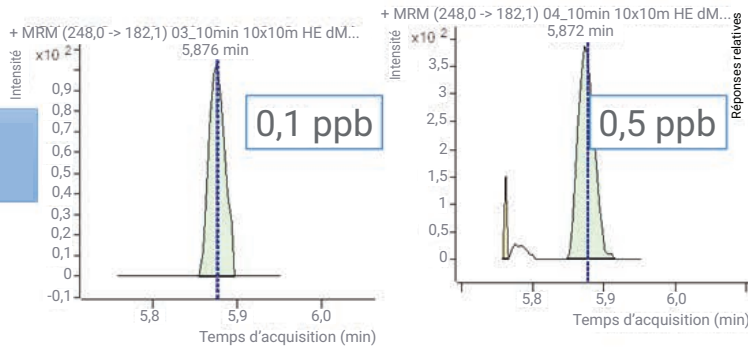 + MRM (248,0 -> 182,1) 03_10min 10x10m HE dM...
5,876 min
x10 2
Intensité
0,9
0,8
0,7
0,6
0,5
0,4
0,3
0,2
0,1
0
-0,1
0,1 ppb
5,8
5,9
6,0
Temps d'acquisition (min)
+ MRM (248,0 -> 182,1) 04_10min 10x10m HE dM...
5,872 min
x10 2
Intensité
3,5
3
2,5
2
1,5
1
0,5
0
0,5 ppb
5,8
5,9
6,0
Temps d'acquisition (min)
Réponses relatives